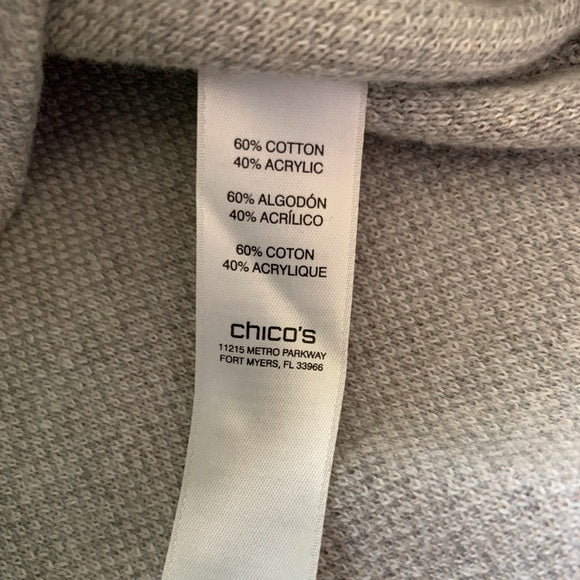 60% COTTON
40% ACRYLIC
60% ALGODÓN
40% ACRÍLICO
60% COTON
40% ACRYLIQUE
chico's
11215 METRO PARKWAY
FORT MYERS, FL 33966